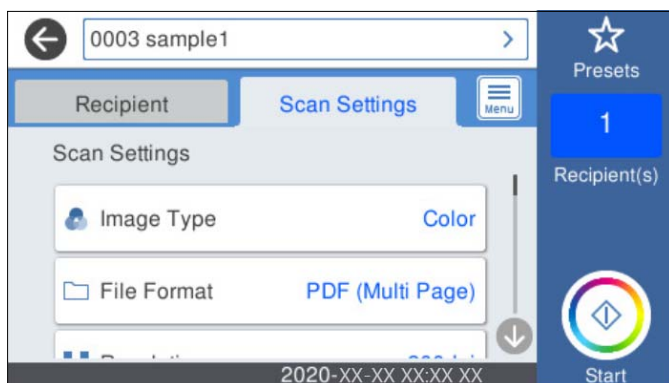 0003 sample1
Presets
Recipient
Scan Settings
Menu
1
Recipient(s)
Scan Settings
Image Type
Color
File Format
PDF (Multi Page)
2020-XX-XX XX:XX XX
Start